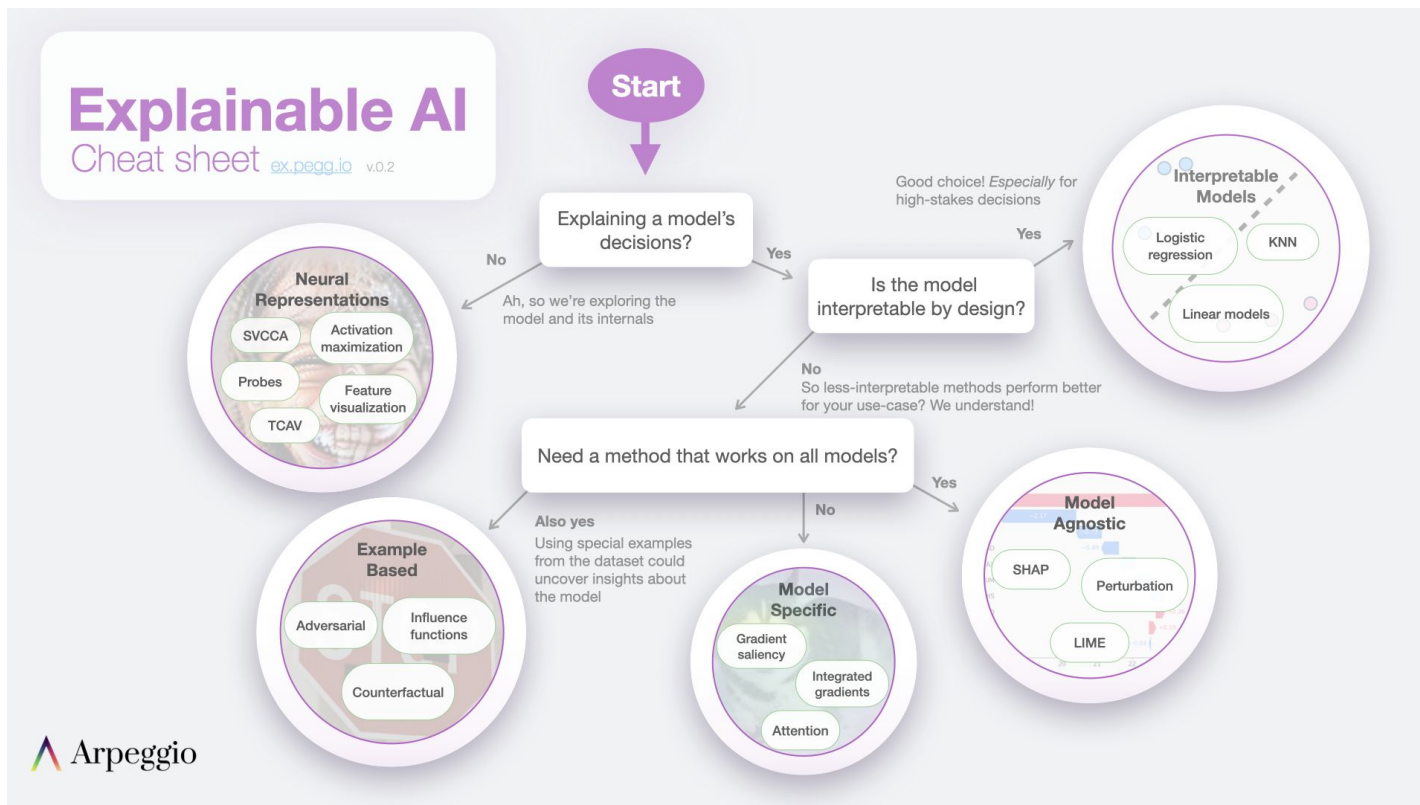 Explainable AI
Cheat sheet ex.pegg.io v.0.2
Start
Explaining a model's
decisions?
No
Ah, so we're exploring the
model and its internals
Yes
Is the model
interpretable by design?
Yes
Good choice! Especially for
high-stakes decisions
Interpretable
Models
Logistic
regression
KNN
Linear models
Neural
Representations
SVCCA
Activation
maximization
Probes
Feature
visualization
TCAV
No
So less-interpretable methods perform better
for your use-case? We understand!
Need a method that works on all models?
Also yes
Using special examples
from the dataset could
uncover insights about
the model
No
Yes
Example
Based
Adversarial
Influence
functions
Counterfactual
Model
Specific
Gradient
saliency
Integrated
gradients
Attention
Model
Agnostic
SHAP
Perturbation
LIME
20 21 22
Arpeggio